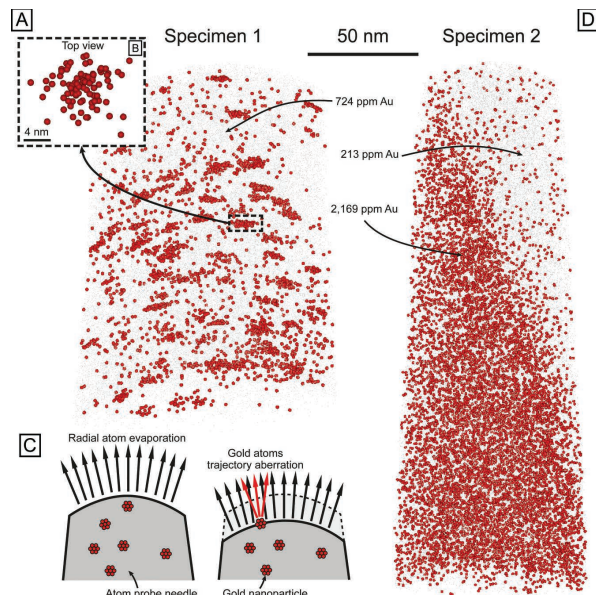 A
Specimen 1
50 nm
Specimen 2
D
Top view
B
4 nm
724 ppm Au
213 ppm Au
2,169 ppm Au
C
Radial atom evaporation
Gold atoms
trajectory aberration
Atom probe needle
Gold nanoparticle